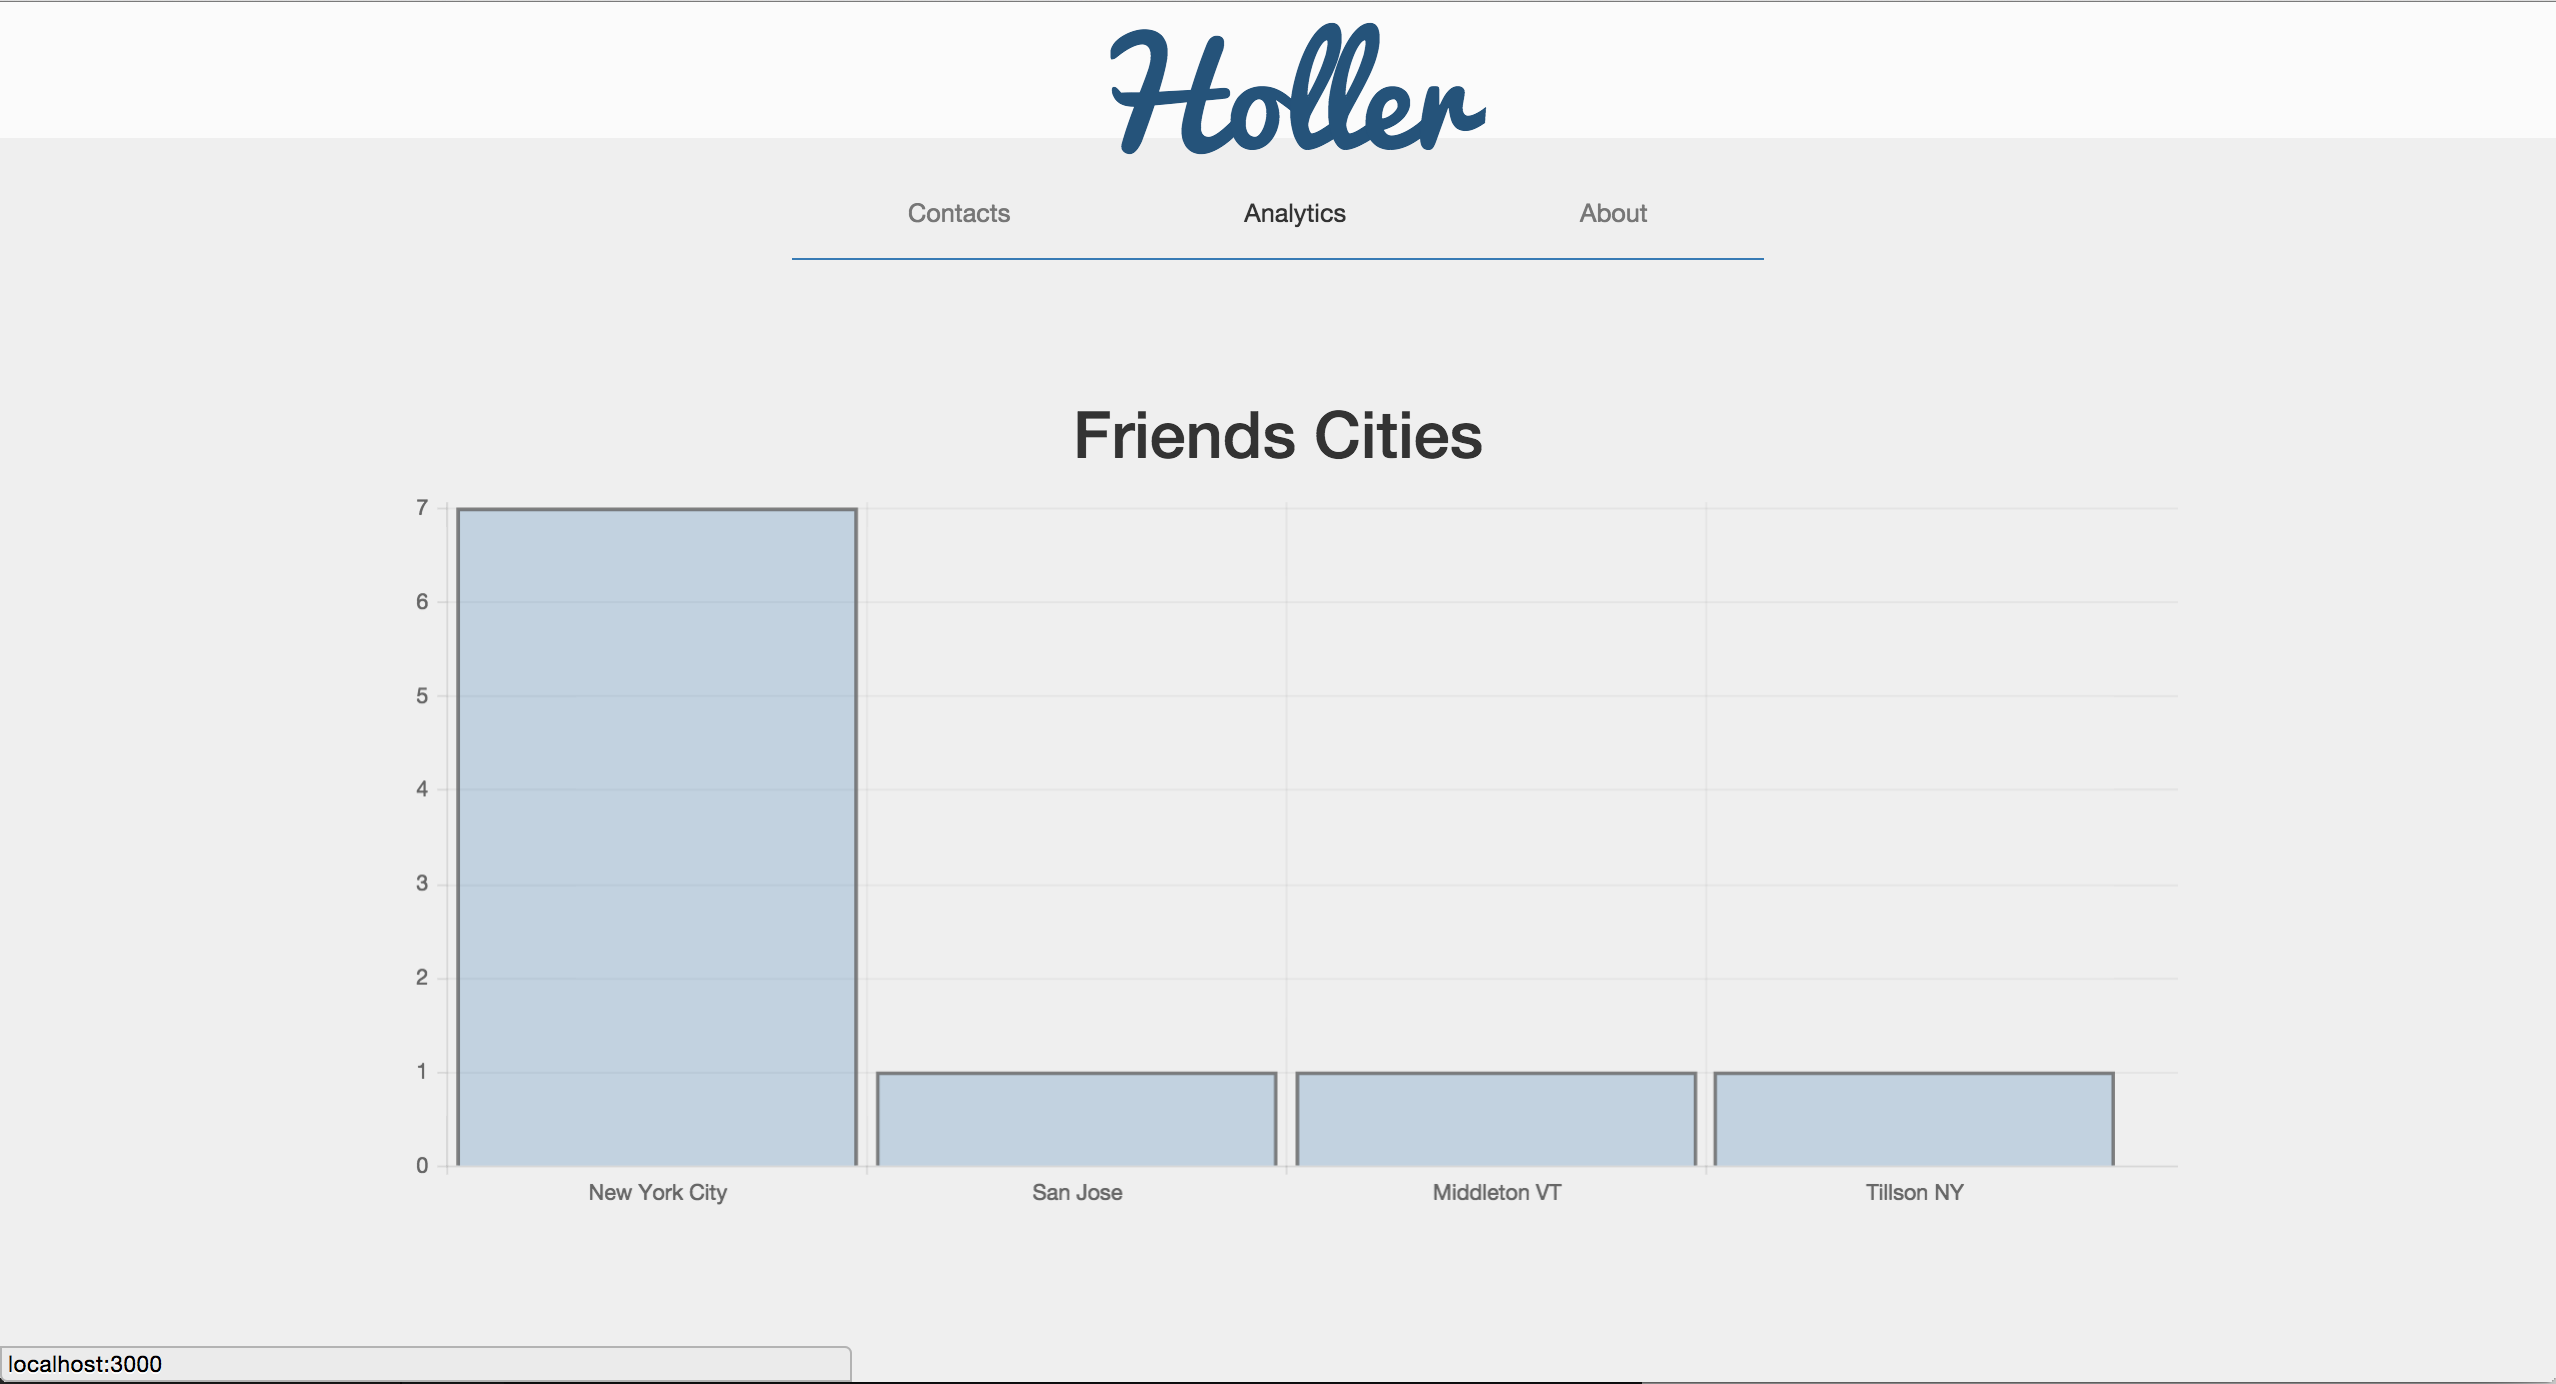 Holler
Contacts Analytics About
Friends Cities
7
6
5
4
3
2
1
0
New York City San Jose Middleton VT Tillson NY
localhost:3000